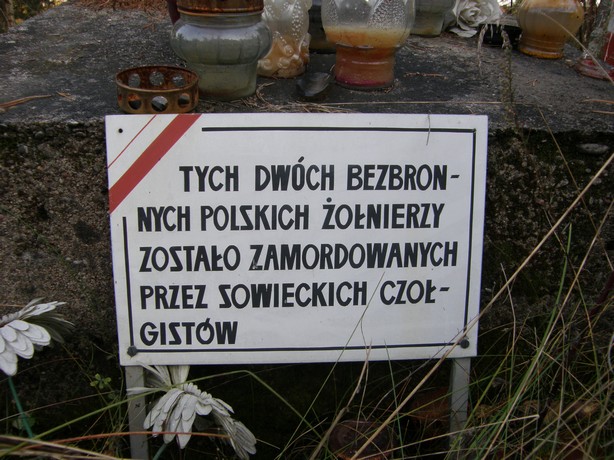 TYCH DWÓCH BEZBRON-
NYCH POLSKICH ŻOŁNIERZY
ZOSTAŁO ZAMORDOWANYCH
PRZEZ SOWIECKICH CZOŁ-
GISTÓW